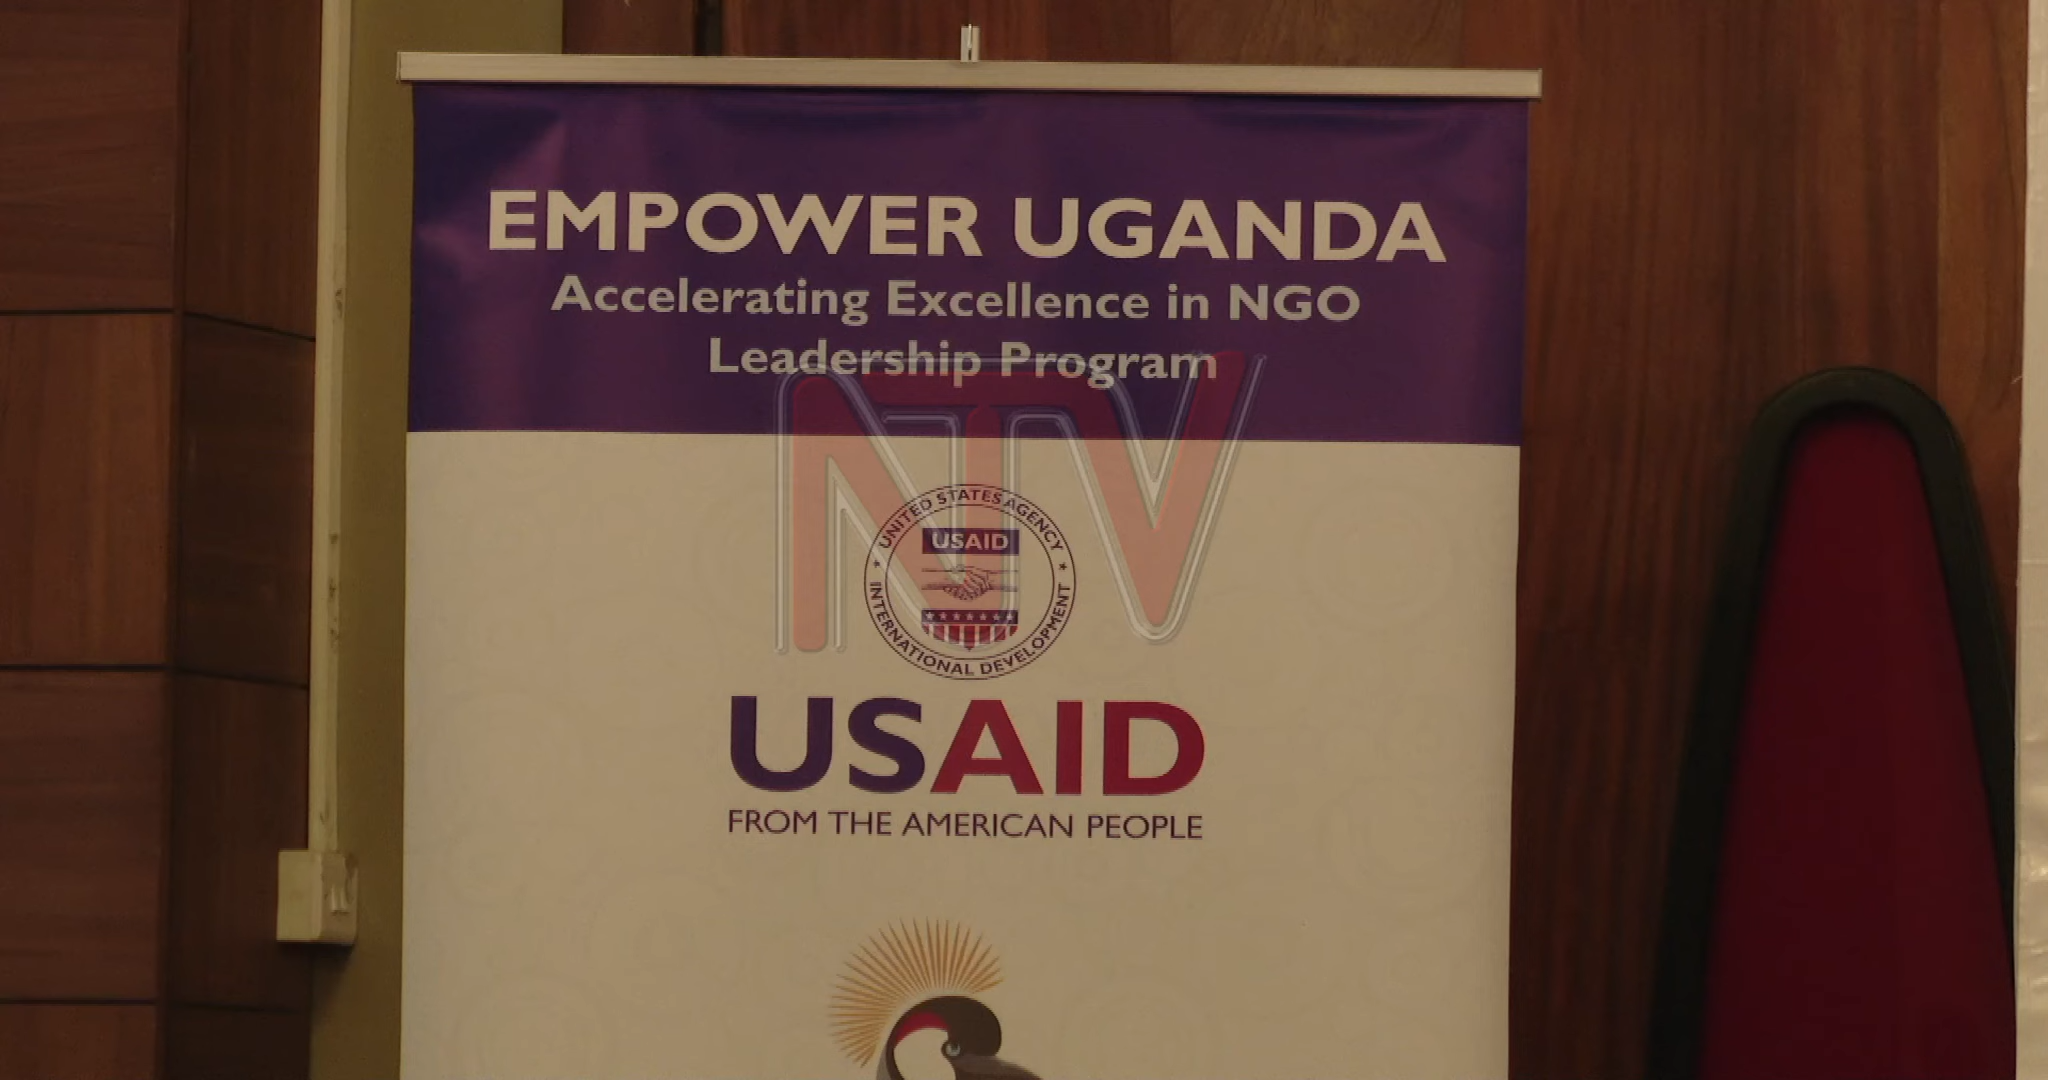 EMPOWER UGANDA
Accelerating Excellence in NGO
Leadership Program
NTV
UNITED STATES AGENCY
USAID
INTERNATIONAL DEVELOPMENT
USAID
FROM THE AMERICAN PEOPLE